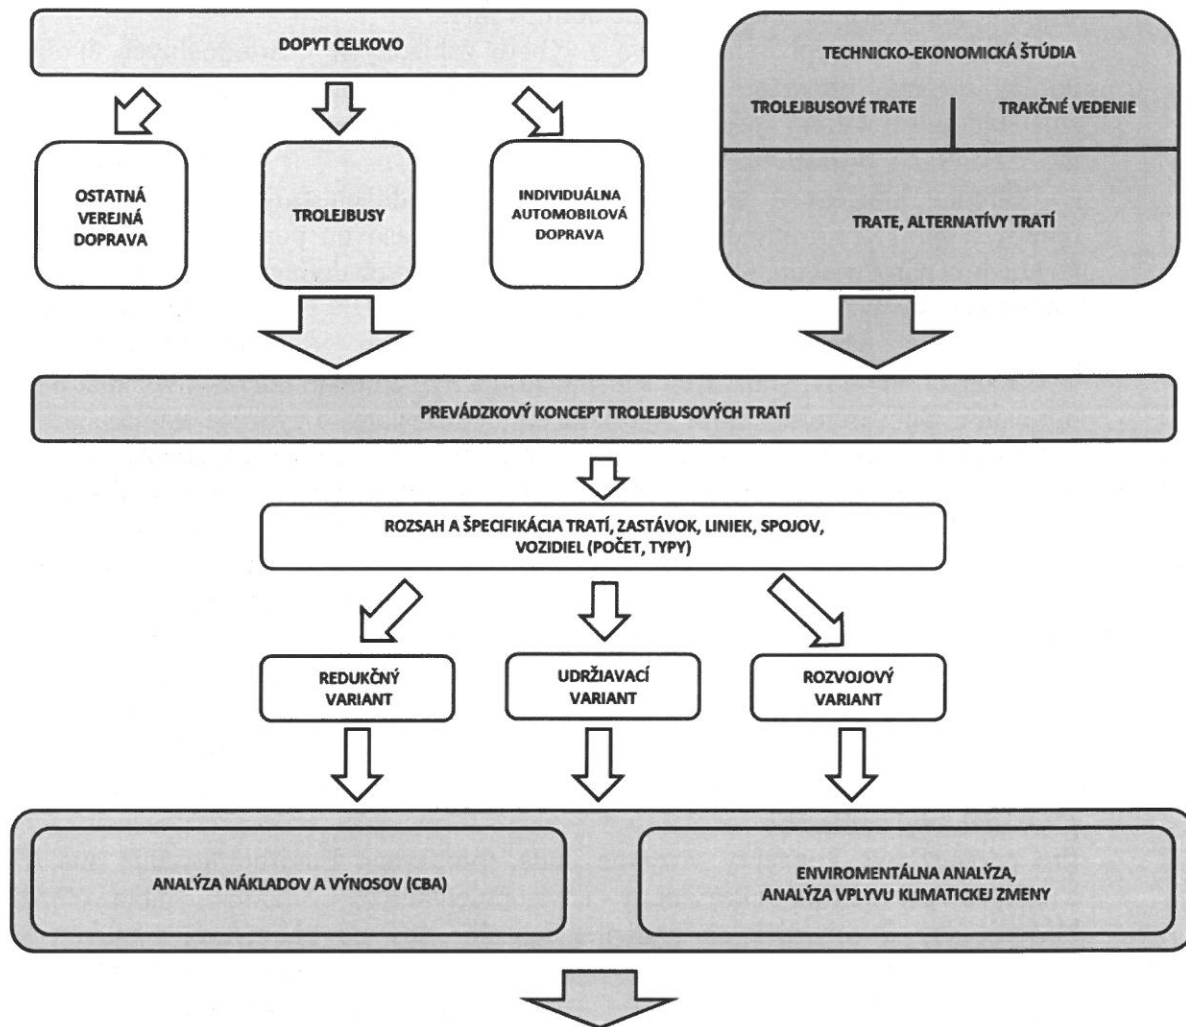 DOPYT CELKOVO
TECHNICKO-EKONOMICKÁ ŠTÚDIA
TROLEJBUSOVÉ TRATE
TRAKČNÉ VEDENIE
OSTATNÁ
VEREJNÁ
DOPRAVA
TROLEJBUSY
INDIVIDUÁLNA
AUTOMOBILOVÁ
DOPRAVA
TRATE, ALTERNATÍVY TRATÍ
PREVÁDZKOVÝ KONCEPT TROLEJBUSOVÝCH TRATÍ
ROZSAH A ŠPECIFIKÁCIA TRATÍ, ZASTÁVOK, LINIEK, SPOJOV,
VOZIDIEL (POČET, TYPY)
REDUKČNÝ
VARIANT
UDRŽIAVACÍ
VARIANT
ROZVOJOVÝ
VARIANT
ANALÝZA NÁKLADOV A VÝNOSOV (CBA)
ENVIROMENTÁLNA ANALÝZA,
ANALÝZA VPLYVU KLIMATICKEJ ZMENY